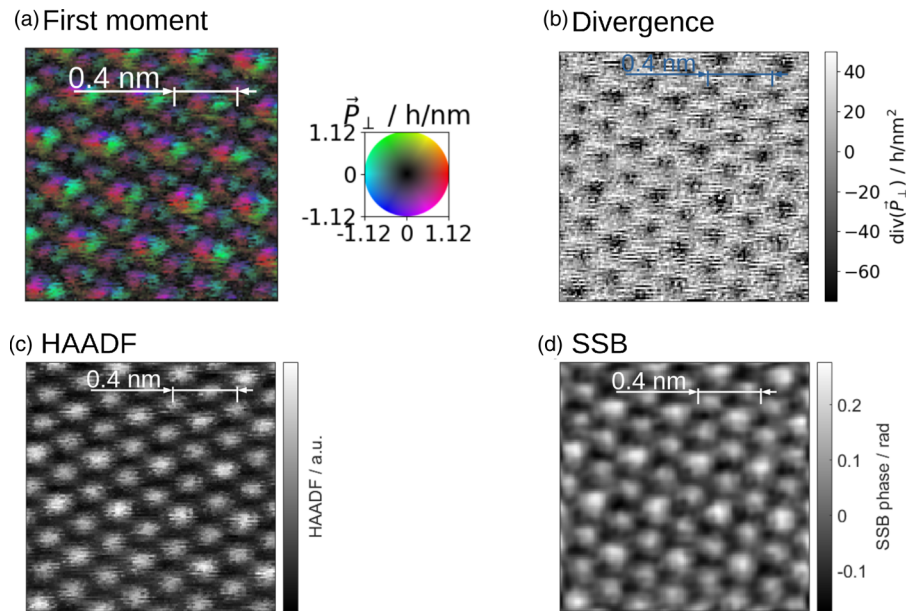 (a) First moment
0.4 nm
P⃗⊥ / h/nm
1.12
0
-1.12
-1.12 0 1.12
(b) Divergence
0.4 nm
40
20
0
−20
−40
−60
div(P⃗⊥) / h/nm²
(c) HAADF
0.4 nm
HAADF / a.u.
(d) SSB
0.4 nm
0.2
0.1
0
-0.1
SSB phase / rad